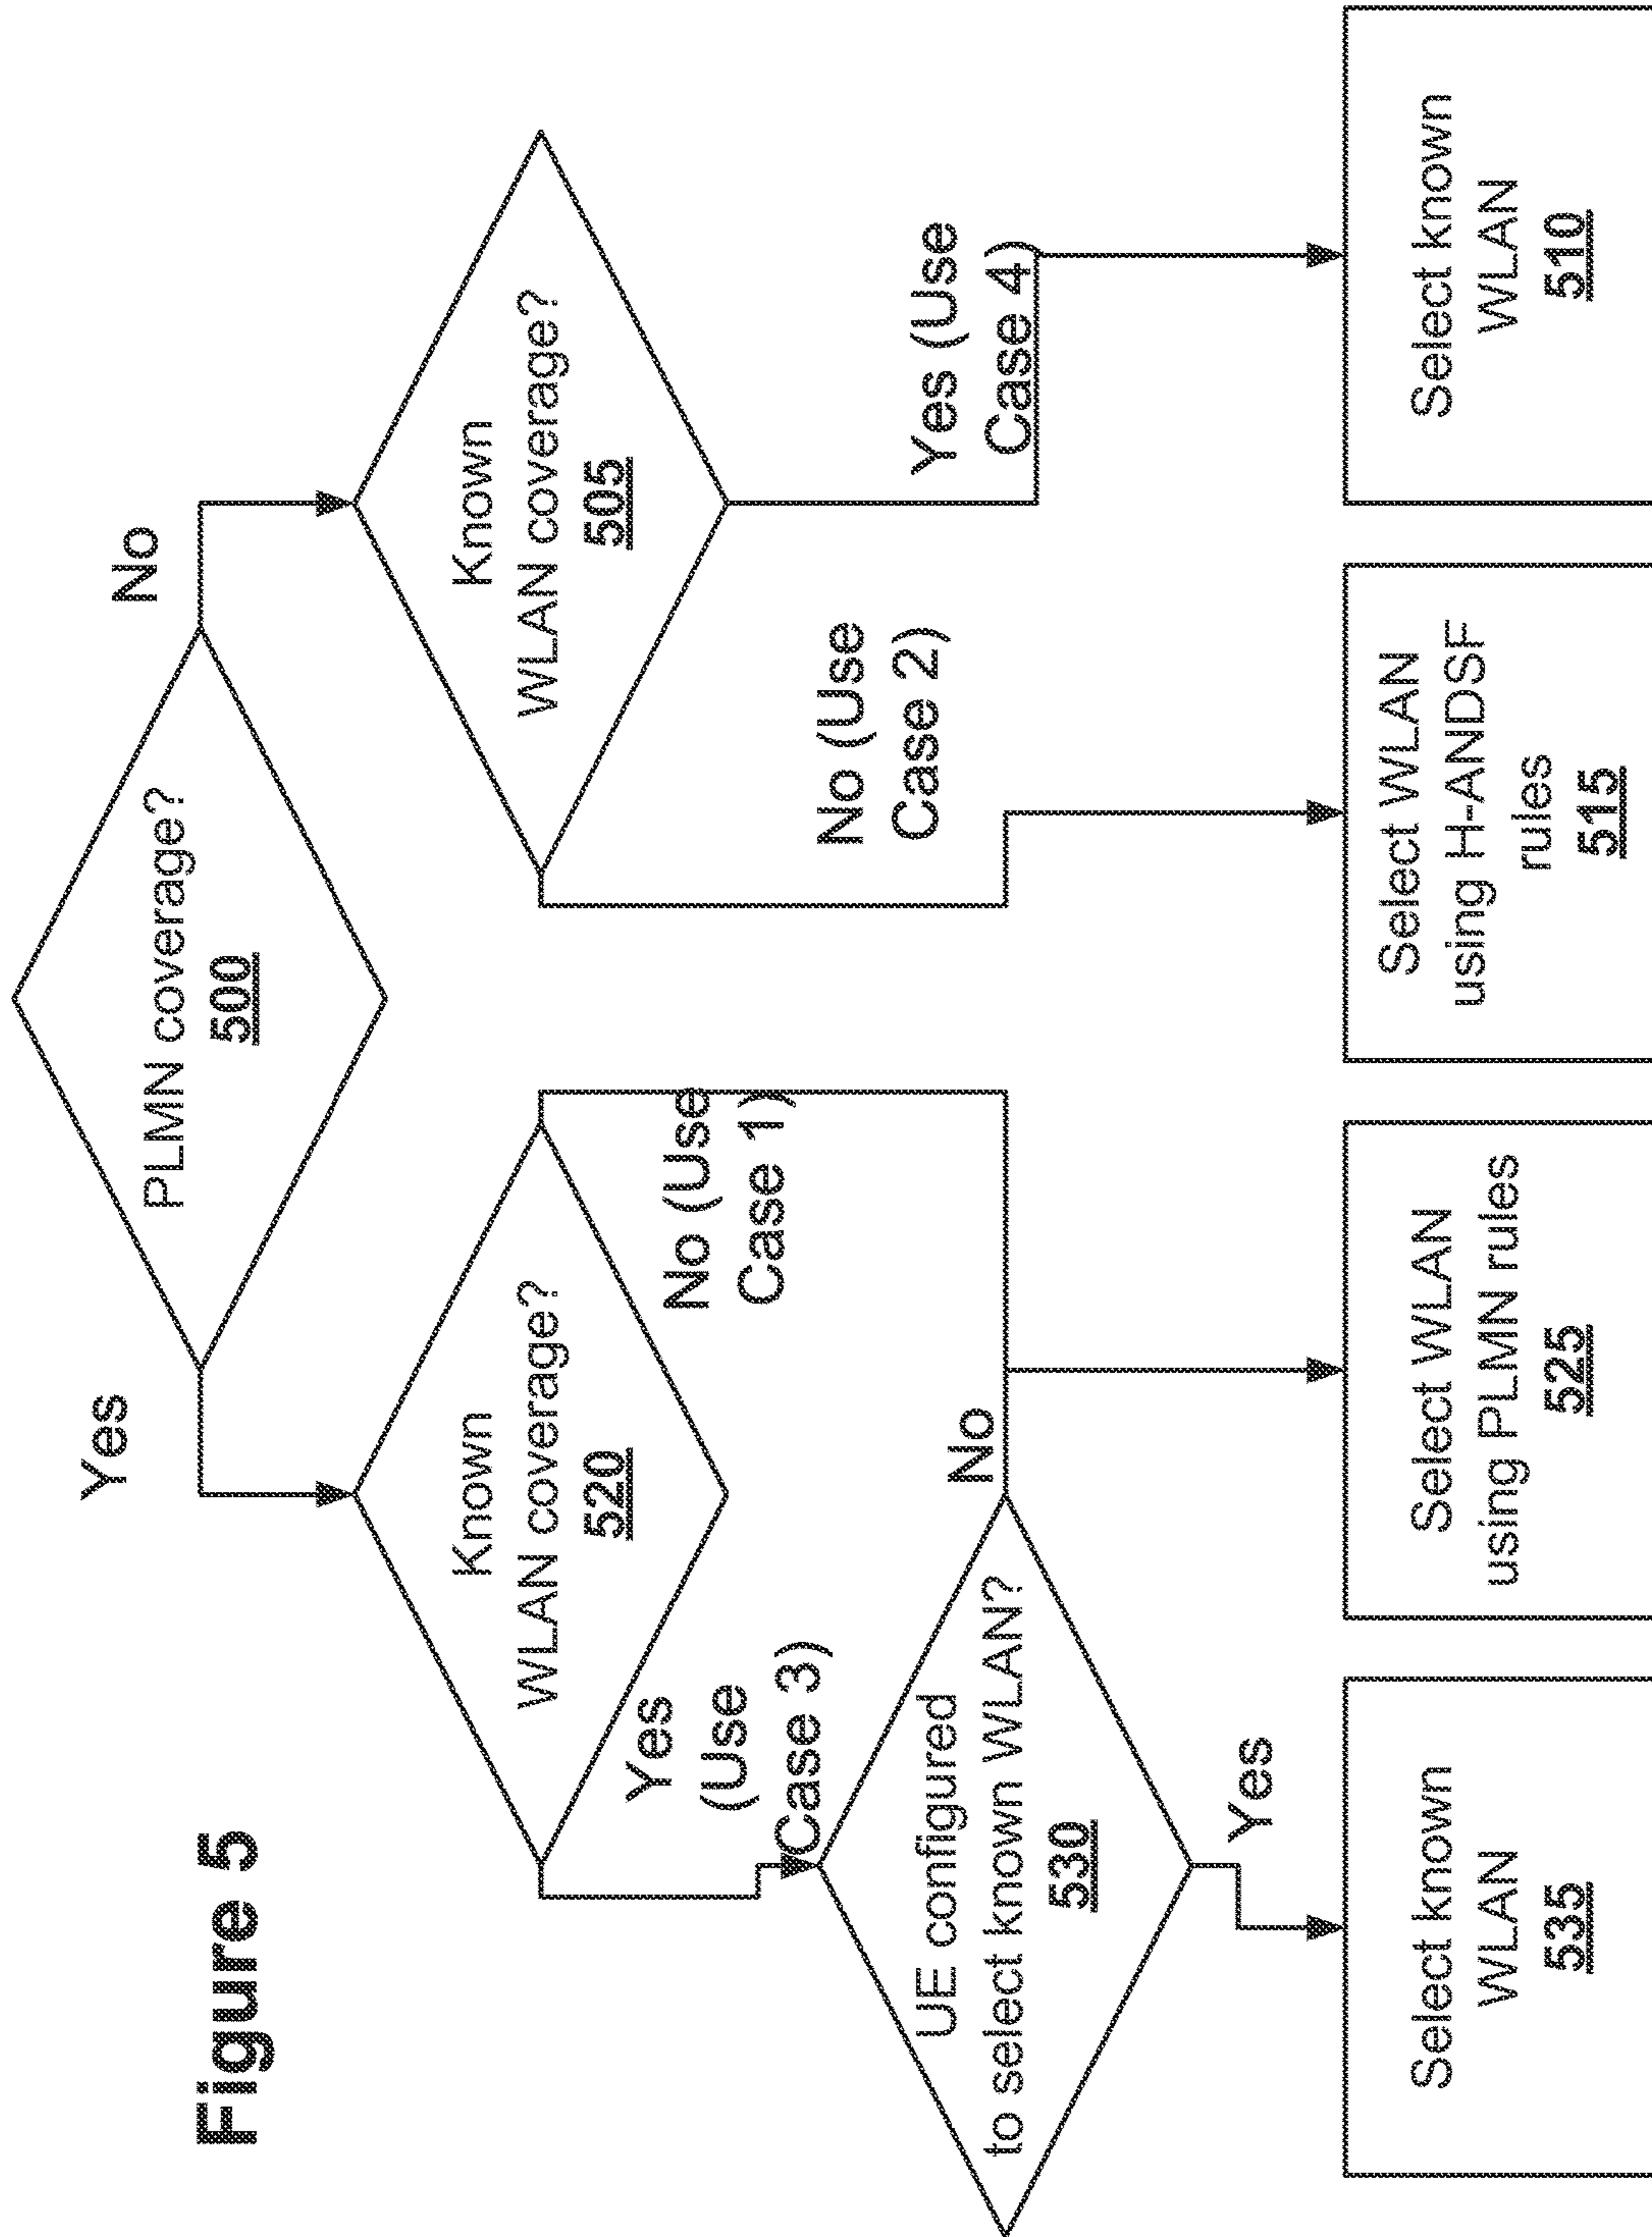 Figure 5
PLMN coverage?
500
Yes
No
Known
WLAN coverage?
520
Known
WLAN coverage?
505
Yes
(Use
Case 3)
No (Use
Case 1)
No (Use
Case 2)
Yes (Use
Case 4)
UE configured
to select known WLAN?
530
No
Yes
Select known
WLAN
535
Select WLAN
using PLMN rules
525
Select WLAN
using H-ANDSF
rules
515
Select known
WLAN
510